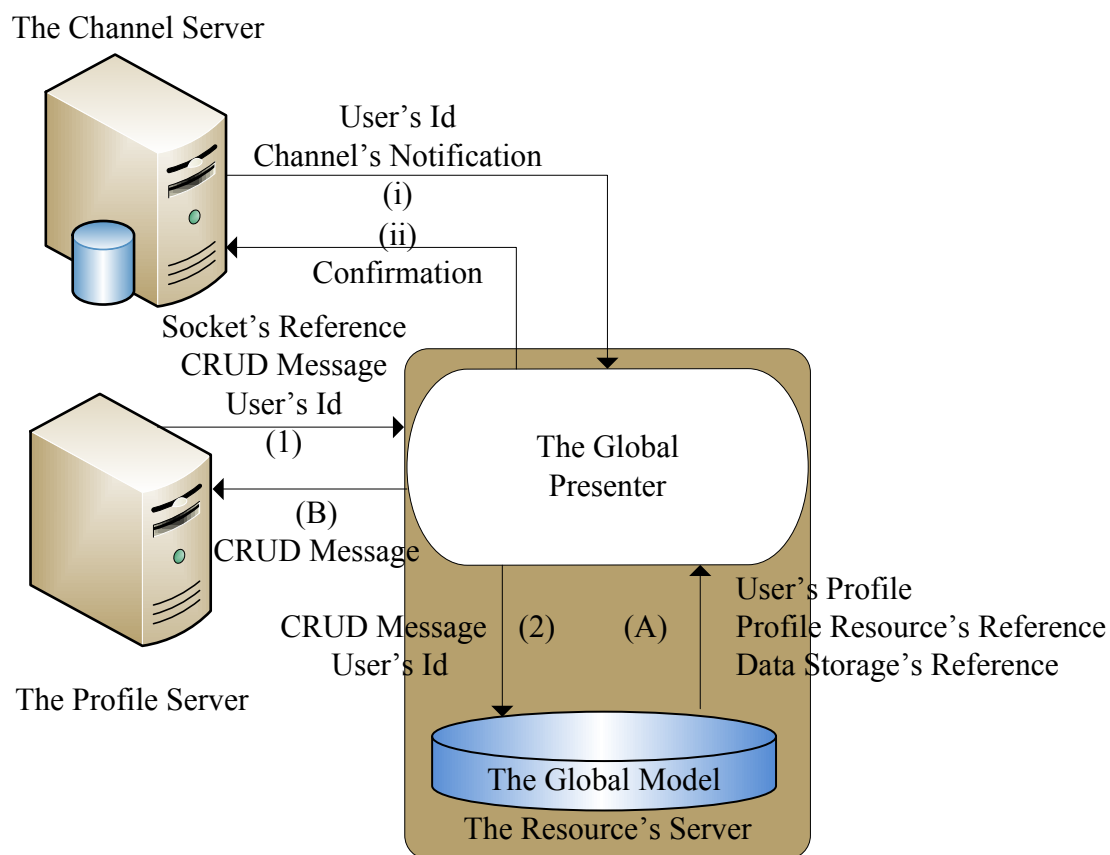 The Channel Server
User's Id
Channel's Notification
(i)
(ii)
Confirmation
Socket's Reference
CRUD Message
User's Id
(1)
The Global
Presenter
(B)
CRUD Message
The Profile Server
CRUD Message
User's Id
(2)
(A)
User's Profile
Profile Resource's Reference
Data Storage's Reference
The Global Model
The Resource's Server